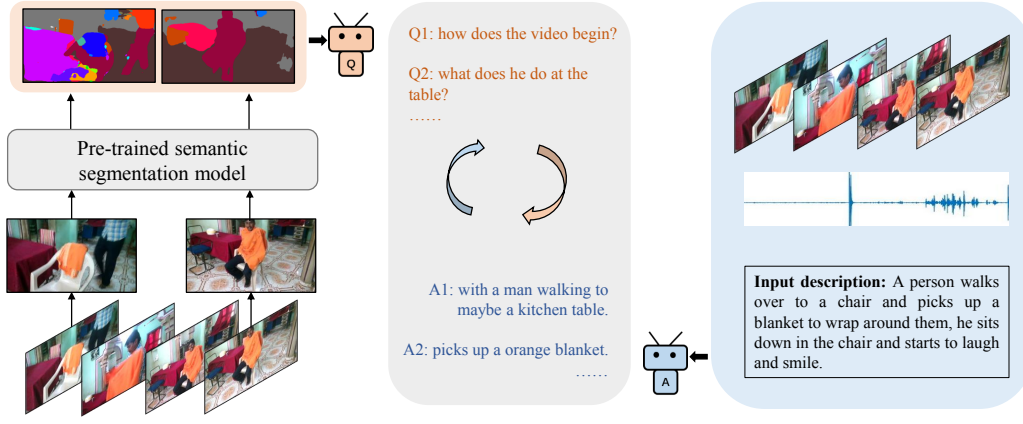 Q
Pre-trained semantic
segmentation model
Q1: how does the video begin?
Q2: what does he do at the
table?
......
A1: with a man walking to
maybe a kitchen table.
A2: picks up a orange blanket.
......
A
Input description: A person walks
over to a chair and picks up a
blanket to wrap around them, he sits
down in the chair and starts to laugh
and smile.